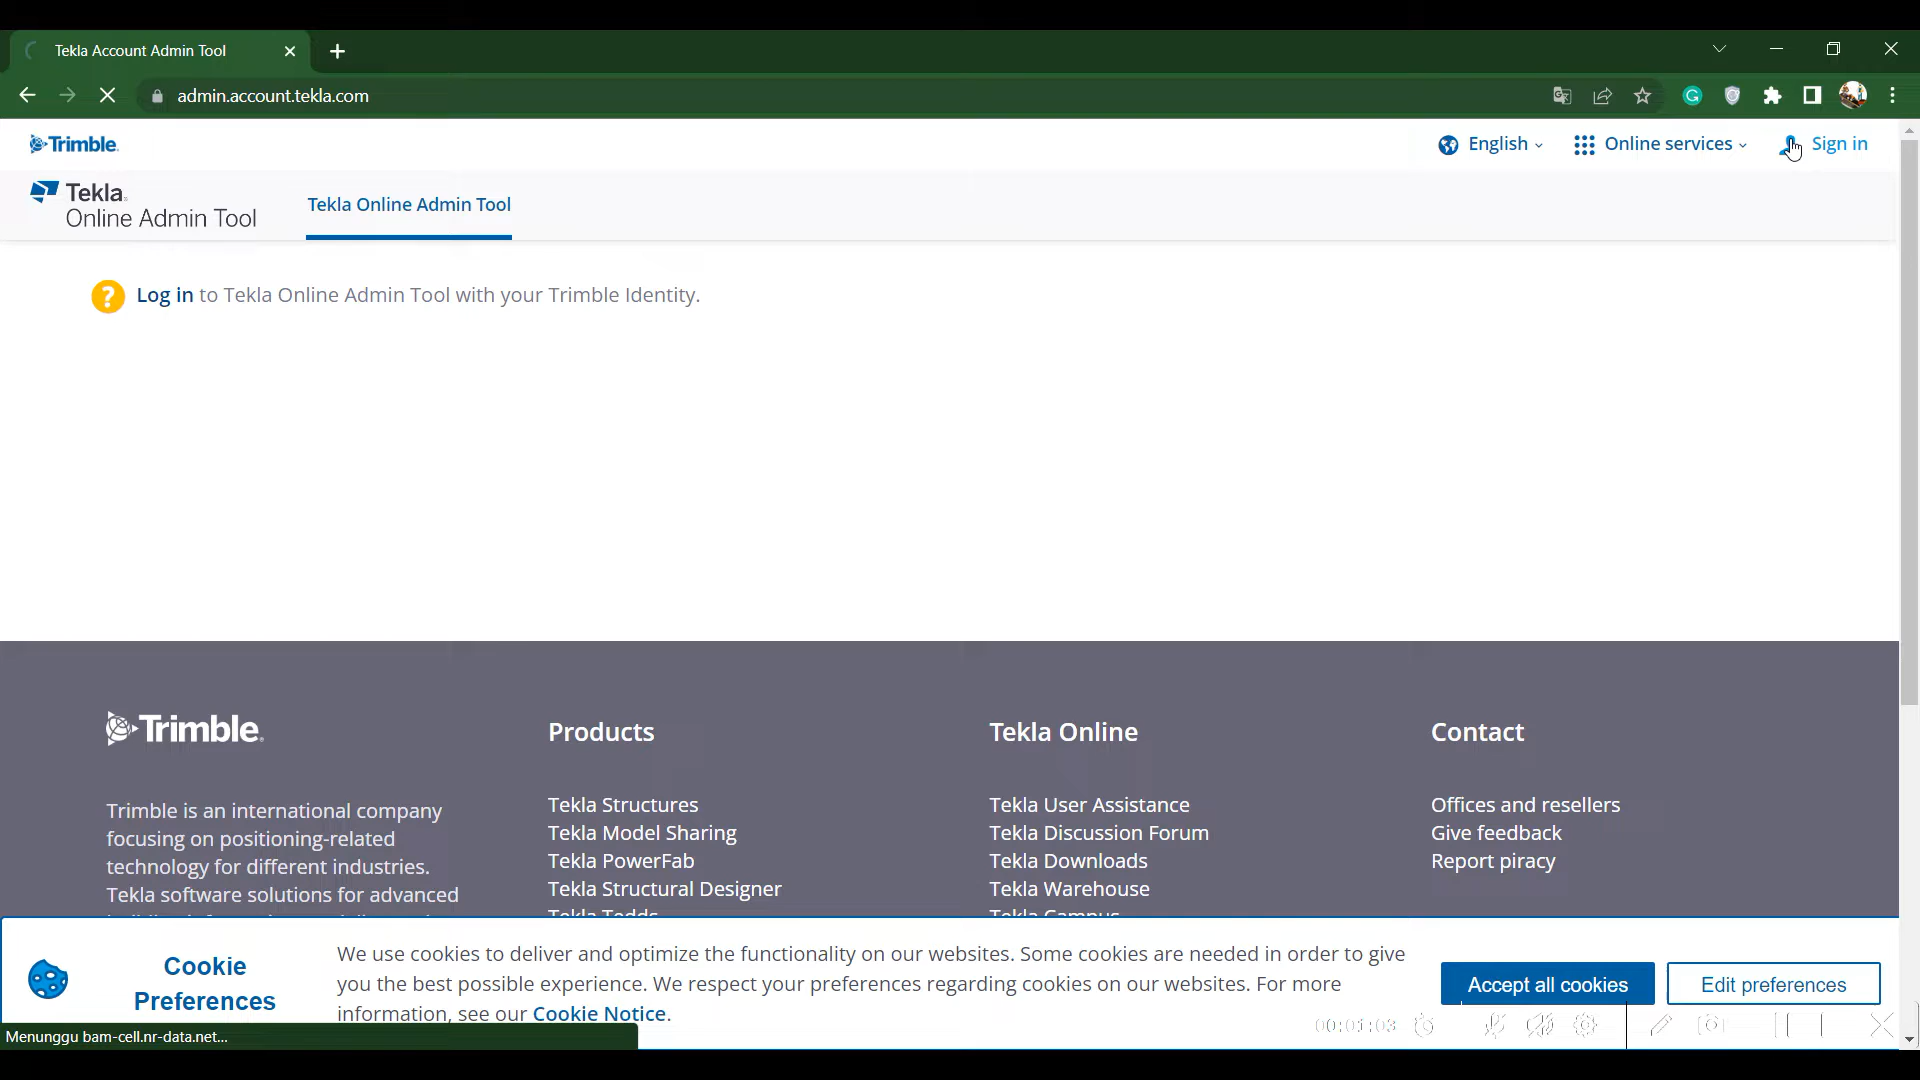 Tekla Account Admin Tool
admin.account.tekla.com
Trimble
English
Online services
Sign in
Tekla
Online Admin Tool
Tekla Online Admin Tool
? Log in to Tekla Online Admin Tool with your Trimble Identity.
Trimble
Trimble is an international company
focusing on positioning-related
technology for different industries.
Tekla software solutions for advanced
Products
Tekla Structures
Tekla Model Sharing
Tekla PowerFab
Tekla Structural Designer
Tekla Tedds
Tekla Online
Tekla User Assistance
Tekla Discussion Forum
Tekla Downloads
Tekla Warehouse
Tekla Campus
Contact
Offices and resellers
Give feedback
Report piracy
Cookie
Preferences
We use cookies to deliver and optimize the functionality on our websites. Some cookies are needed in order to give
you the best possible experience. We respect your preferences regarding cookies on our websites. For more
information, see our Cookie Notice.
Accept all cookies
Edit preferences
00:01:03
Menunggu bam-cell.nr-data.net...